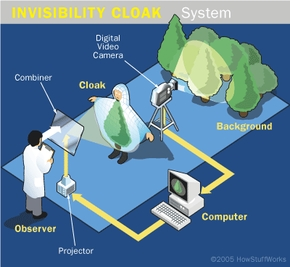 INVISIBILITY CLOAK System
Digital
Video
Camera
Combiner
Cloak
Background
Observer
Computer
Projector
©2005 HowStuffWorks